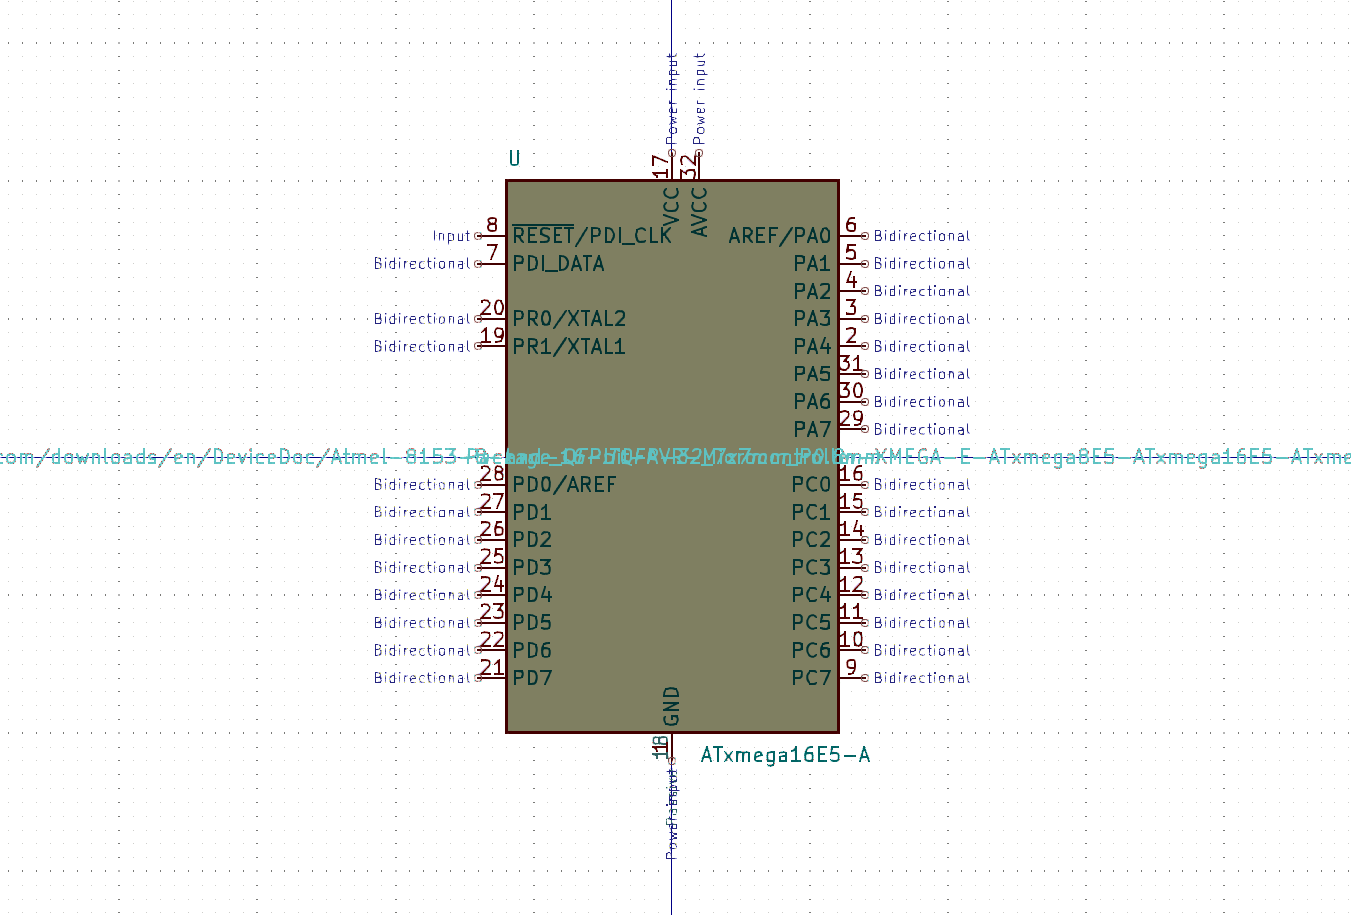 Power input
Power input
U
17
32
VCC
AVCC
Input 8 RESET/PDI_CLK AREF/PA0 6 Bidirectional
Bidirectional 7 PDI_DATA PA1 5 Bidirectional
PA2 4 Bidirectional
Bidirectional 20 PR0/XTAL2 PA3 3 Bidirectional
Bidirectional 19 PR1/XTAL1 PA4 2 Bidirectional
PA5 31 Bidirectional
PA6 30 Bidirectional
PA7 29 Bidirectional
com/downloads/en/DeviceDoc/Atmel-8153-8 XMEGA-E-ATxmega8E5-ATxmega16E5-ATxme
Bidirectional 28 PD0/AREF PC0 16 Bidirectional
Bidirectional 27 PD1 PC1 15 Bidirectional
Bidirectional 26 PD2 PC2 14 Bidirectional
Bidirectional 25 PD3 PC3 13 Bidirectional
Bidirectional 24 PD4 PC4 12 Bidirectional
Bidirectional 23 PD5 PC5 11 Bidirectional
Bidirectional 22 PD6 PC6 10 Bidirectional
Bidirectional 21 PD7 PC7 9 Bidirectional
GND
18
ATxmega16E5-A
Power input